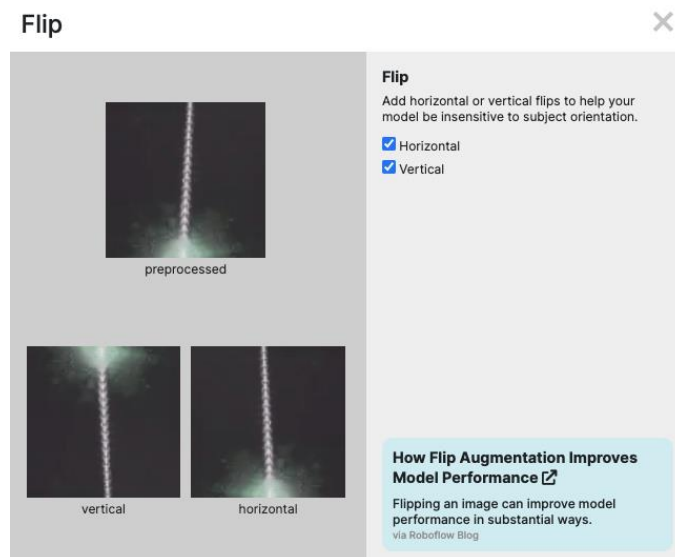 Flip
Flip
Add horizontal or vertical flips to help your
model be insensitive to subject orientation.
Horizontal
Vertical
preprocessed
vertical
horizontal
How Flip Augmentation Improves
Model Performance
Flipping an image can improve model
performance in substantial ways.
via Roboflow Blog